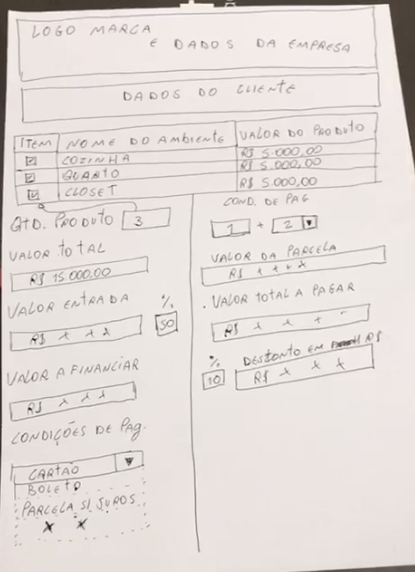 LOGO MARCA
E DADOS DA EMPRESA
DADOS DO CLIENTE
ITEM NOME DO AMBIENTE VALOR DO PRODUTO
COZINHA R$ 5.000,00
QUARTO R$ 5.000,00
CLOSET R$ 5.000,00
QTD. PRODUTO 3
VALOR TOTAL
R$ 15.000,00
VALOR ENTRADA %
R$ x x x 50
VALOR A FINANCIAR
R$ x x x
CONDIÇÕES DE PAG.
CARTÃO
BOLETO
PARCELA S/ JUROS
x x
COND. DE PAG
1 + 2
VALOR DA PARCELA
R$ x x x x
. VALOR TOTAL A PAGAR
R$ x x x -
% DESCONTO EM R$
10 R$ x x x